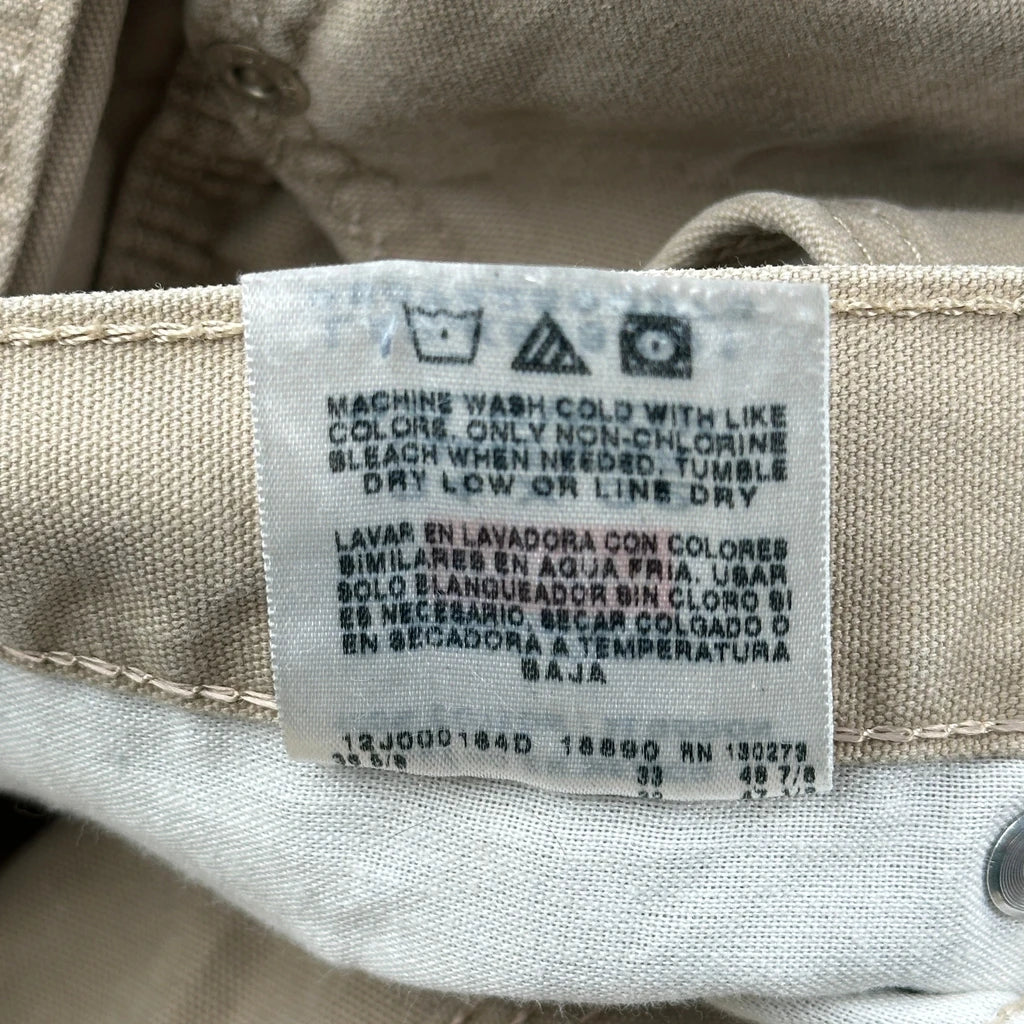 MACHINE WASH COLD WITH LIKE
COLORS, ONLY NON-CHLORINE
BLEACH WHEN NEEDED, TUMBLE
DRY LOW OR LINE DRY
LAVAR EN LAVADORA CON COLORES
SIMILARES EN AGUA FRIA. USAR
SOLO BLANQUEADOR SIN CLORO SI
ES NECESARIO. SECAR COLGADO O
EN SECADORA A TEMPERATURA
BAJA
12J000164D 18890 RN 130273
33 48 7/8